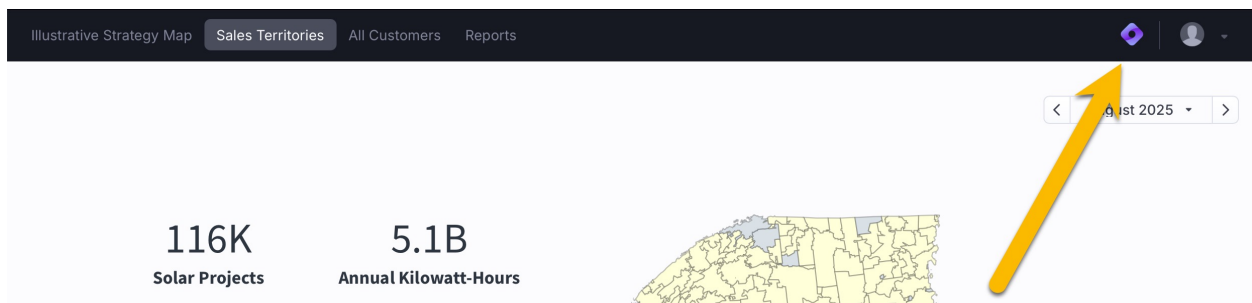 Illustrative Strategy Map Sales Territories All Customers Reports
2025
116K 5.1B
Solar Projects Annual Kilowatt-Hours